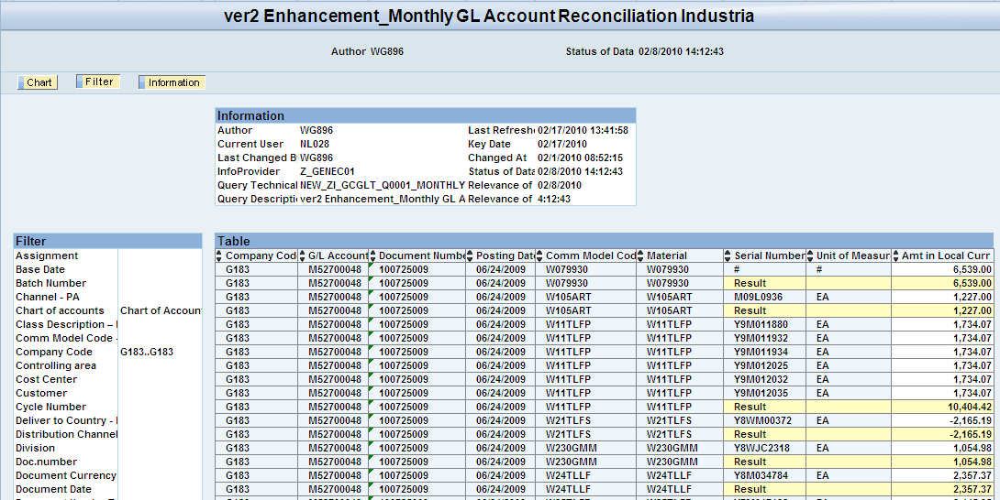 ver2 Enhancement_Monthly GL Account Reconciliation Industria
Author WG896 Status of Data 02/8/2010 14:12:43
Chart Filter Information
Information
Author WG896 Last Refreshe 02/17/2010 13:41:58
Current User NL028 Key Date 02/17/2010
Last Changed B WG896 Changed At 02/1/2010 08:52:15
InfoProvider Z_GENEC01 Status of Data 02/8/2010 14:12:43
Query Technical NEW_ZI_GCGLT_Q0001_MONTHLY Relevance of 02/8/2010
Query Descriptio ver2 Enhancement_Monthly GL A Relevance of 4:12:43
Filter
Assignment
Base Date
Batch Number
Channel - PA
Chart of accounts Chart of Accoun
Class Description –
Comm Model Code -
Company Code G183..G183
Controlling area
Cost Center
Customer
Cycle Number
Deliver to Country -
Distribution Channel
Division
Doc.number
Document Currency
Document Date
Table
Company Cod G/L Account Document Numbe Posting Date Comm Model Cod Material Serial Number Unit of Measur Amt in Local Curr
G183 M52700048 100725009 06/24/2009 W079930 W079930 # # 6,539.00
G183 M52700048 100725009 06/24/2009 W079930 W079930 Result 6,539.00
G183 M52700048 100725009 06/24/2009 W105ART W105ART M09L0936 EA 1,227.00
G183 M52700048 100725009 06/24/2009 W105ART W105ART Result 1,227.00
G183 M52700048 100725009 06/24/2009 W11TLFP W11TLFP Y9M011880 EA 1,734.07
G183 M52700048 100725009 06/24/2009 W11TLFP W11TLFP Y9M011932 EA 1,734.07
G183 M52700048 100725009 06/24/2009 W11TLFP W11TLFP Y9M011934 EA 1,734.07
G183 M52700048 100725009 06/24/2009 W11TLFP W11TLFP Y9M012025 EA 1,734.07
G183 M52700048 100725009 06/24/2009 W11TLFP W11TLFP Y9M012032 EA 1,734.07
G183 M52700048 100725009 06/24/2009 W11TLFP W11TLFP Y9M012035 EA 1,734.07
G183 M52700048 100725009 06/24/2009 W11TLFP W11TLFP Result 10,404.42
G183 M52700048 100725009 06/24/2009 W21TLFS W21TLFS Y8WM00372 EA -2,165.19
G183 M52700048 100725009 06/24/2009 W21TLFS W21TLFS Result -2,165.19
G183 M52700048 100725009 06/24/2009 W230GMM W230GMM Y8WJC2318 EA 1,054.98
G183 M52700048 100725009 06/24/2009 W230GMM W230GMM Result 1,054.98
G183 M52700048 100725009 06/24/2009 W24TLLF W24TLLF Y8M034784 EA 2,357.37
G183 M52700048 100725009 06/24/2009 W24TLLF W24TLLF Result 2,357.37